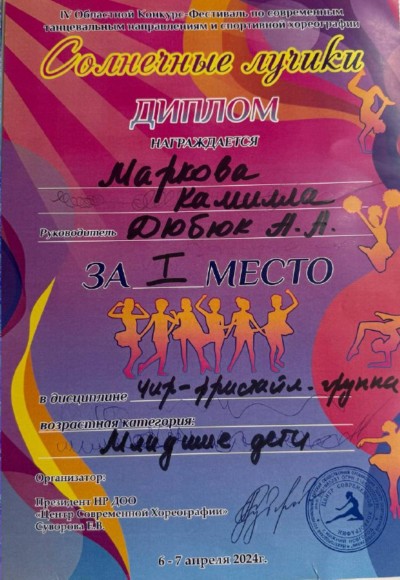 IV Областной Конкурс-Фестиваль по современным
танцевальным направлениям и спортивной хореографии
Солнечные лучики
ДИПЛОМ
НАГРАЖДАЕТСЯ
Маркова
Камилла
Руководитель Дюбюк А.А.
ЗА I МЕСТО
в дисциплине чир-фристайл-группа
возрастная категория:
Младшие дети
Организатор:
Президент НР ДОО
«Центр Современной Хореографии»
Суворова Е.В.
6 - 7 апреля 2024г.